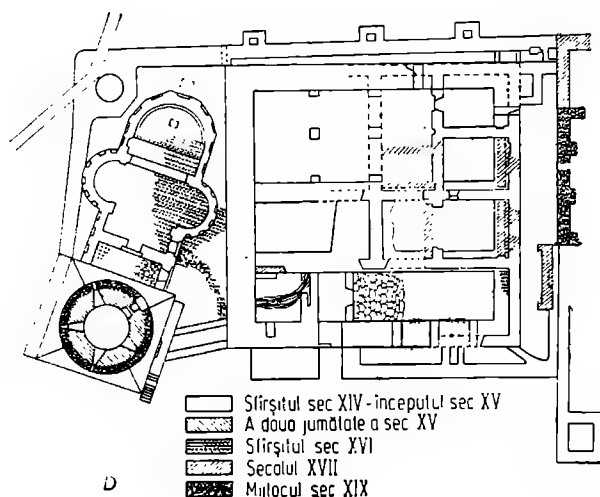 Sfîrşitul sec XIV - începutul sec XV
A doua jumătate a sec XV
Sfîrşitul sec XVI
Secolul XVII
Mijlocul sec XIX
D